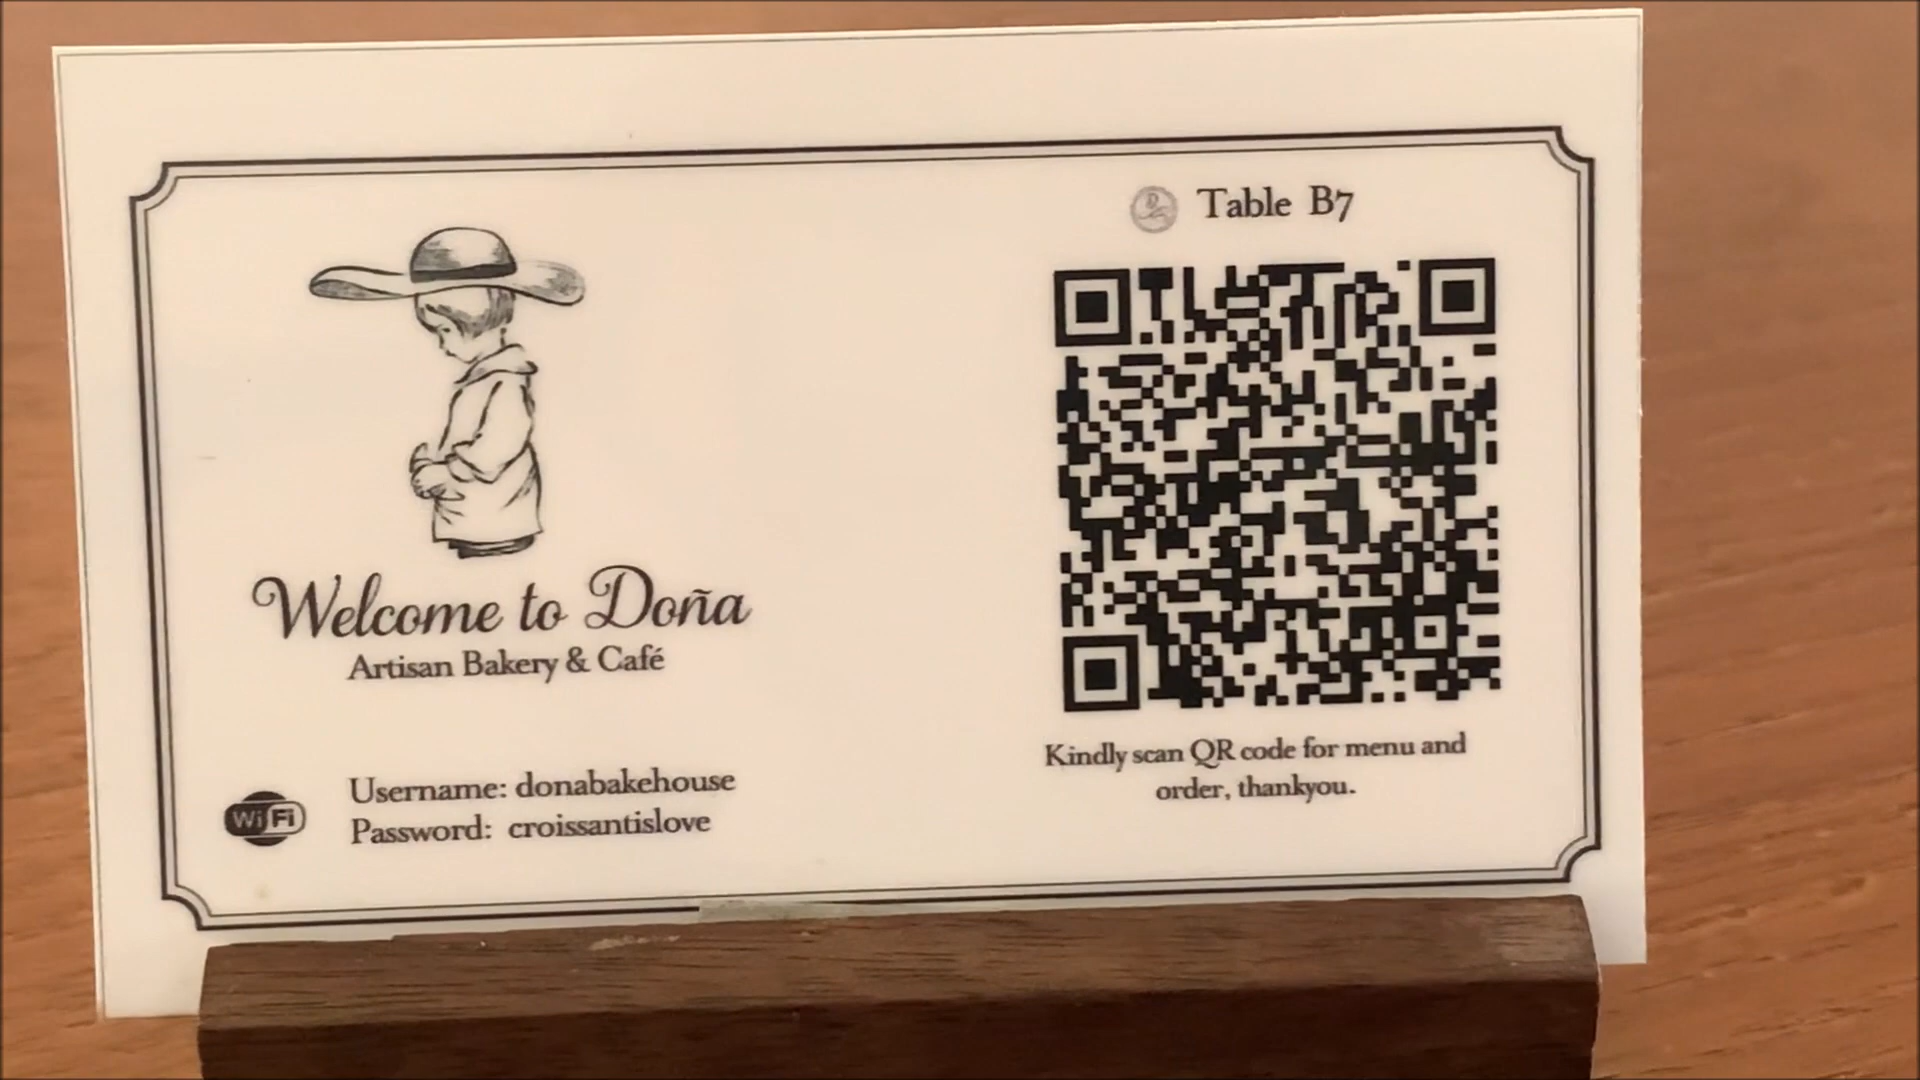 Table B7
Welcome to Doña
Artisan Bakery & Café
Username: donabakehouse
Password: croissantislove
WiFi
Kindly scan QR code for menu and
order, thankyou.